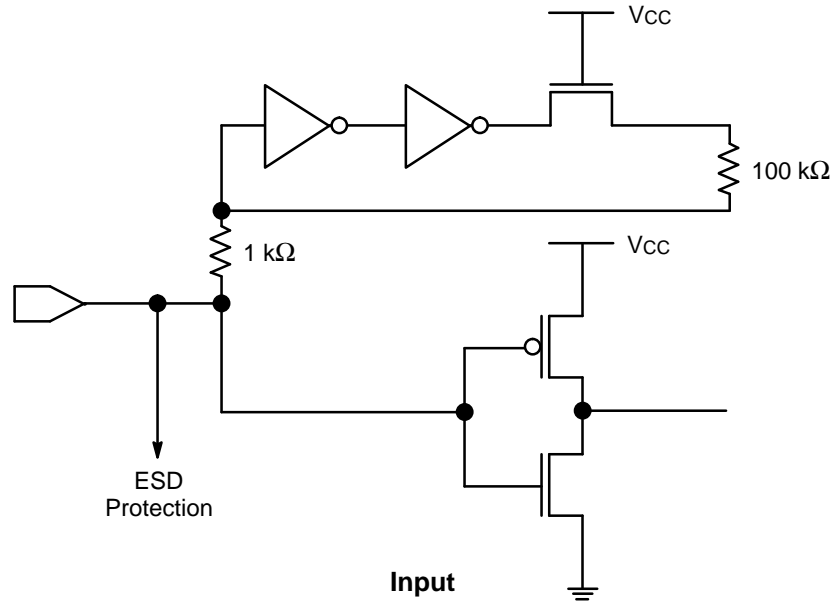 VCC
100 kΩ
1 kΩ
VCC
ESD
Protection
Input